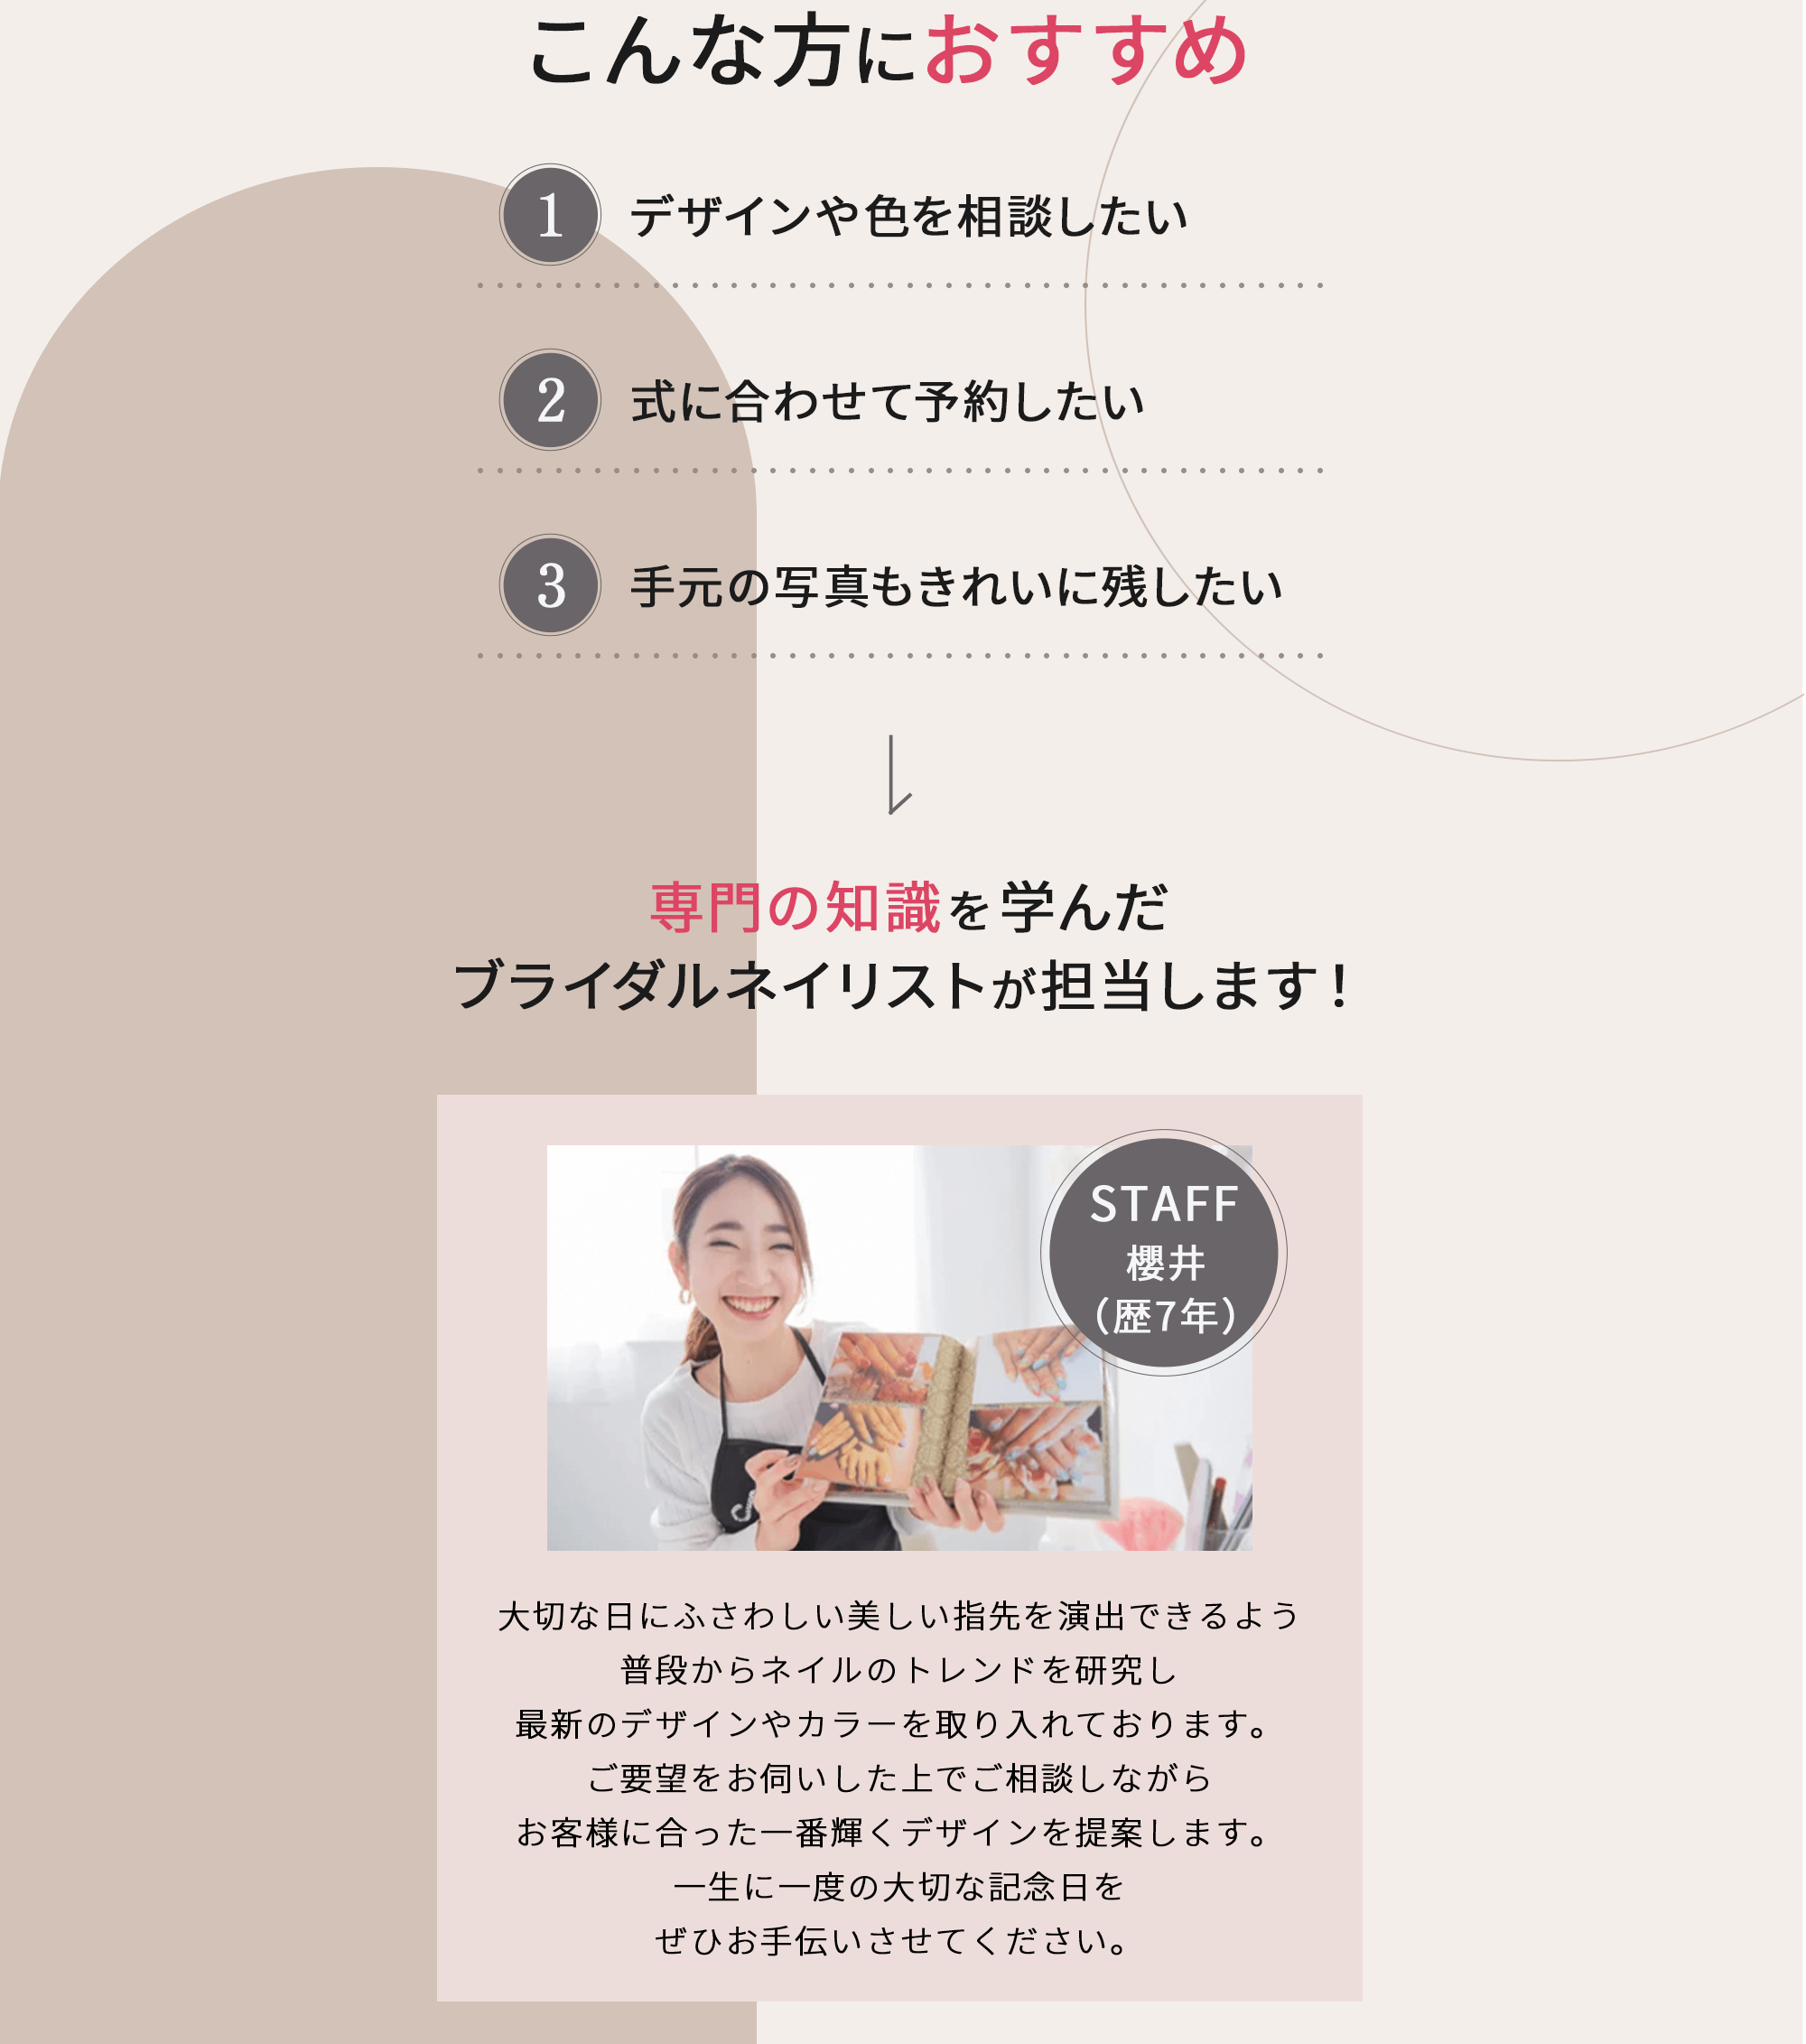 こんな方におすすめ
1 デザインや色を相談したい
2 式に合わせて予約したい
3 手元の写真もきれいに残したい
専門の知識を学んだ
ブライダルネイリストが担当します！
STAFF
櫻井
（歴7年）
大切な日にふさわしい美しい指先を演出できるよう
普段からネイルのトレンドを研究し
最新のデザインやカラーを取り入れております。
ご要望をお伺いした上でご相談しながら
お客様に合った一番輝くデザインを提案します。
一生に一度の大切な記念日を
ぜひお手伝いさせてください。